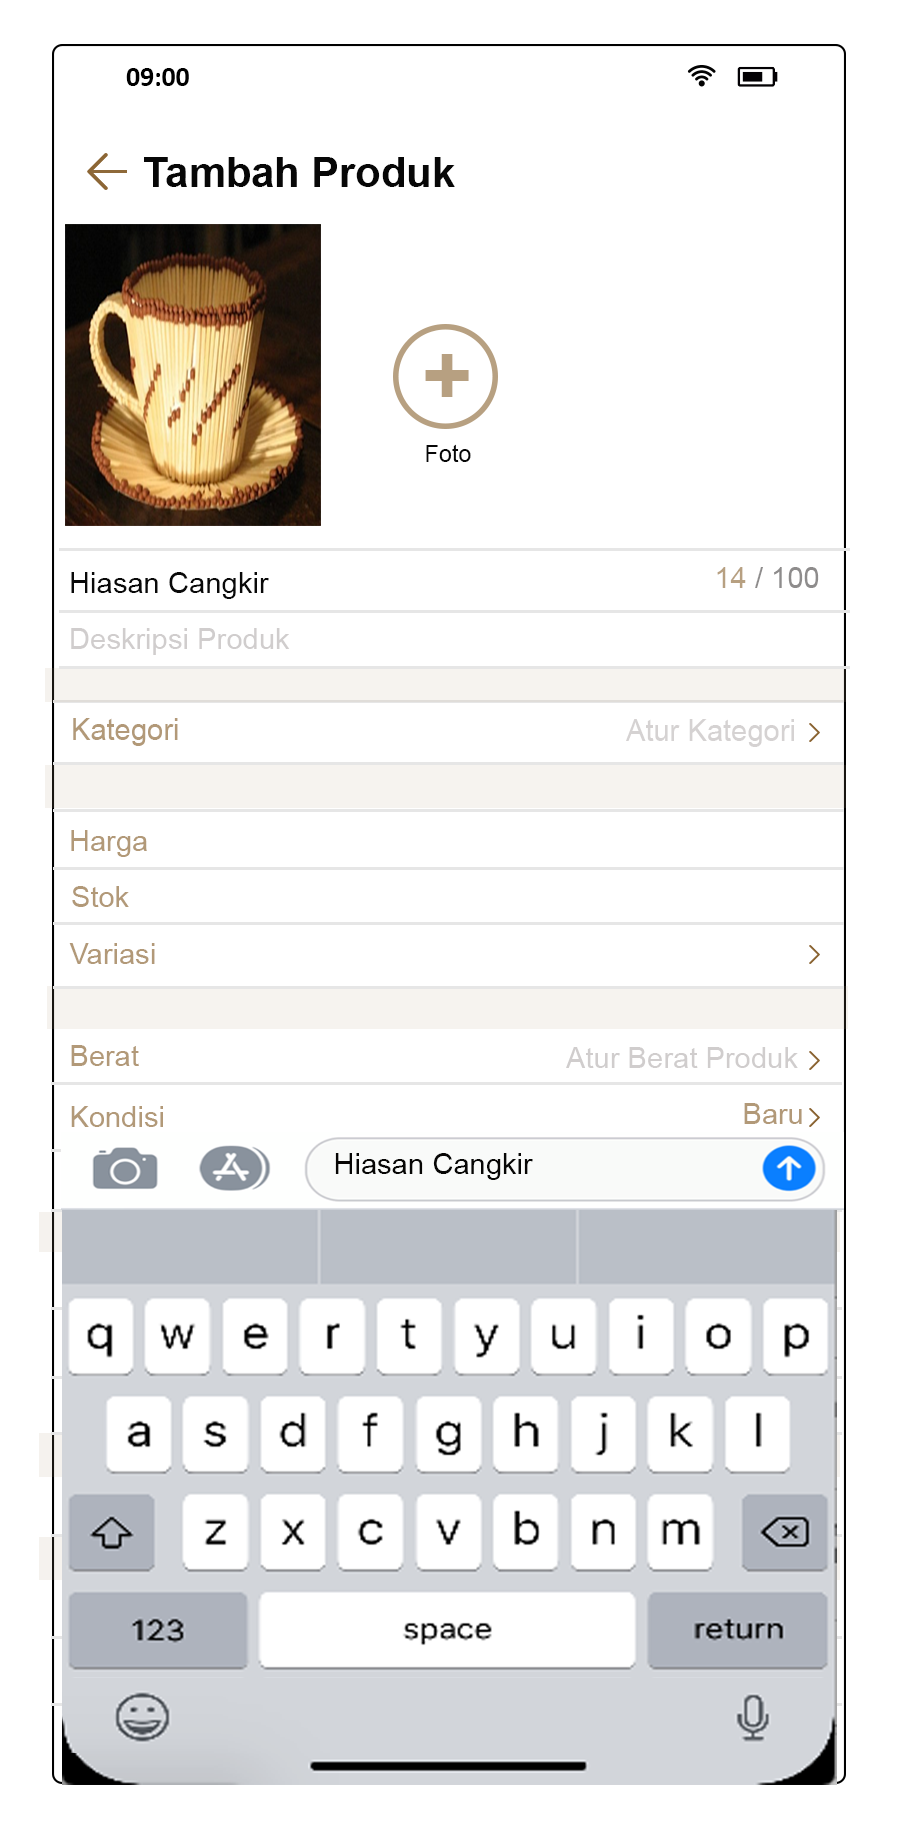 09:00
Tambah Produk
Foto
Hiasan Cangkir 14 / 100
Deskripsi Produk
Kategori Atur Kategori
Harga
Stok
Variasi
Berat Atur Berat Produk
Kondisi Baru
Hiasan Cangkir
q w e r t y u i o p
a s d f g h j k l
z x c v b n m
123 space return